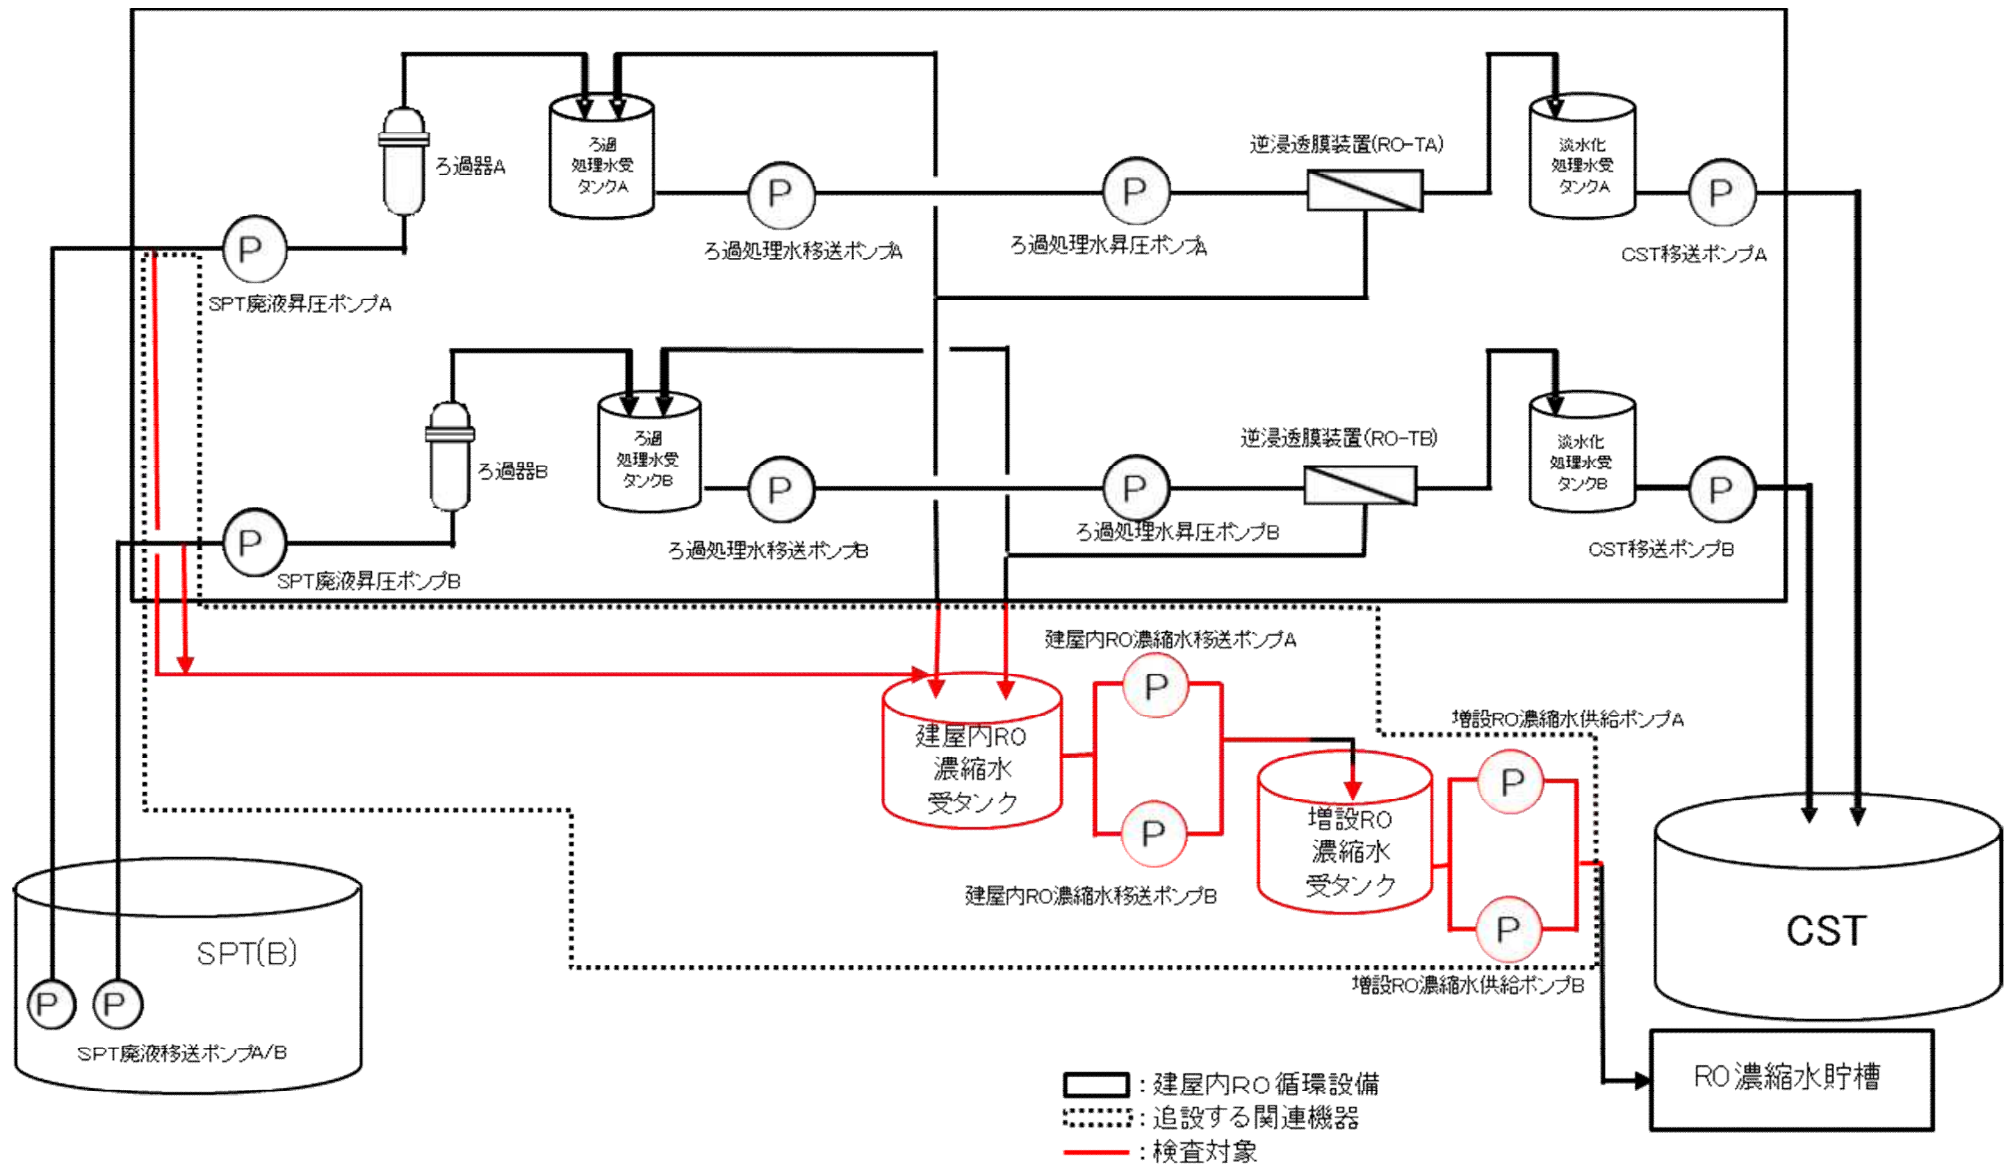 ろ過器A
ろ過
処理水受
タンクA
P
ろ過処理水移送ポンプA
P
ろ過処理水昇圧ポンプA
逆浸透膜装置(RO-TA)
淡水化
処理水受
タンクA
P
CST移送ポンプA
P
SPT廃液昇圧ポンプA
ろ過器B
ろ過
処理水受
タンクB
P
ろ過処理水移送ポンプB
P
ろ過処理水昇圧ポンプB
逆浸透膜装置(RO-TB)
淡水化
処理水受
タンクB
P
CST移送ポンプB
P
SPT廃液昇圧ポンプB
建屋内RO濃縮水移送ポンプA
P
建屋内RO
濃縮水
受タンク
P
建屋内RO濃縮水移送ポンプB
増設RO濃縮水供給ポンプA
P
増設RO
濃縮水
受タンク
P
増設RO濃縮水供給ポンプB
SPT(B)
P
P
SPT廃液移送ポンプA/B
CST
RO濃縮水貯槽
：建屋内RO循環設備
：追設する関連機器
：検査対象